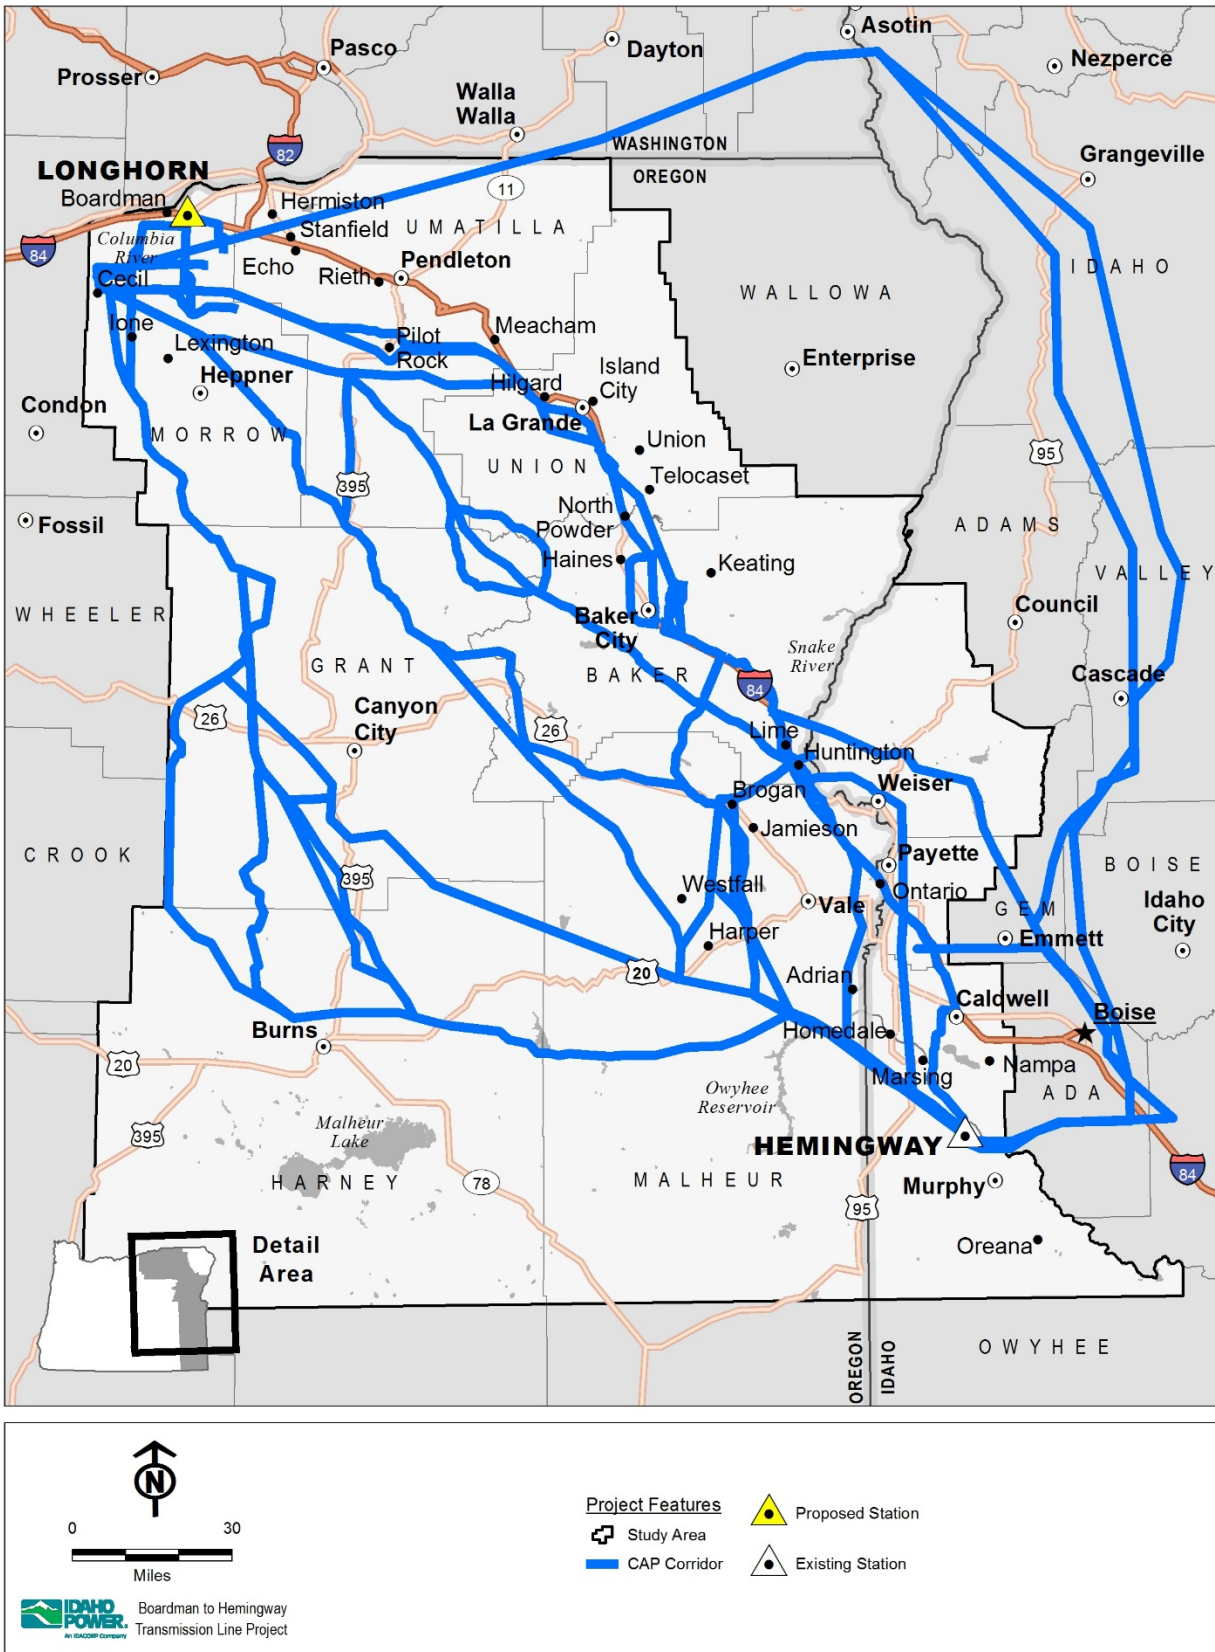 Asotin
Pasco
Dayton
Nezperce
Prosser
Walla
Walla
82
WASHINGTON
OREGON
LONGHORN
Grangeville
11
Boardman
Hermiston
Stanfield
UMATILLA
Columbia
River
84
Echo
Pendleton
IDAHO
Rieth
Cecil
WALLOWA
Ione
Meacham
Pilot
Rock
Lexington
Enterprise
Heppner
Hilgard
Island
City
Condon
La Grande
MORROW
Union
95
UNION
395
Telocaset
North
Powder
Fossil
ADAMS
Haines
Keating
VALLEY
WHEELER
Council
Baker
City
Snake
River
GRANT
BAKER
84
Cascade
26
Canyon
City
26
Lime
Huntington
Brogan
Weiser
Jamieson
CROOK
Payette
BOISE
395
Westfall
Ontario
Idaho
City
Vale
GEM
Emmett
Harper
20
Adrian
Caldwell
Boise
Burns
Homedale
20
Marsing
Nampa
ADA
Owyhee
Reservoir
395
Malheur
Lake
HEMINGWAY
HARNEY
78
MALHEUR
84
Murphy
95
Detail
Area
Oreana
OREGON
IDAHO
OWYHEE
N
0 30
Miles
Project Features
Study Area
CAP Corridor
Proposed Station
Existing Station
IDAHO
POWER.
An IDACORP Company
Boardman to Hemingway
Transmission Line Project